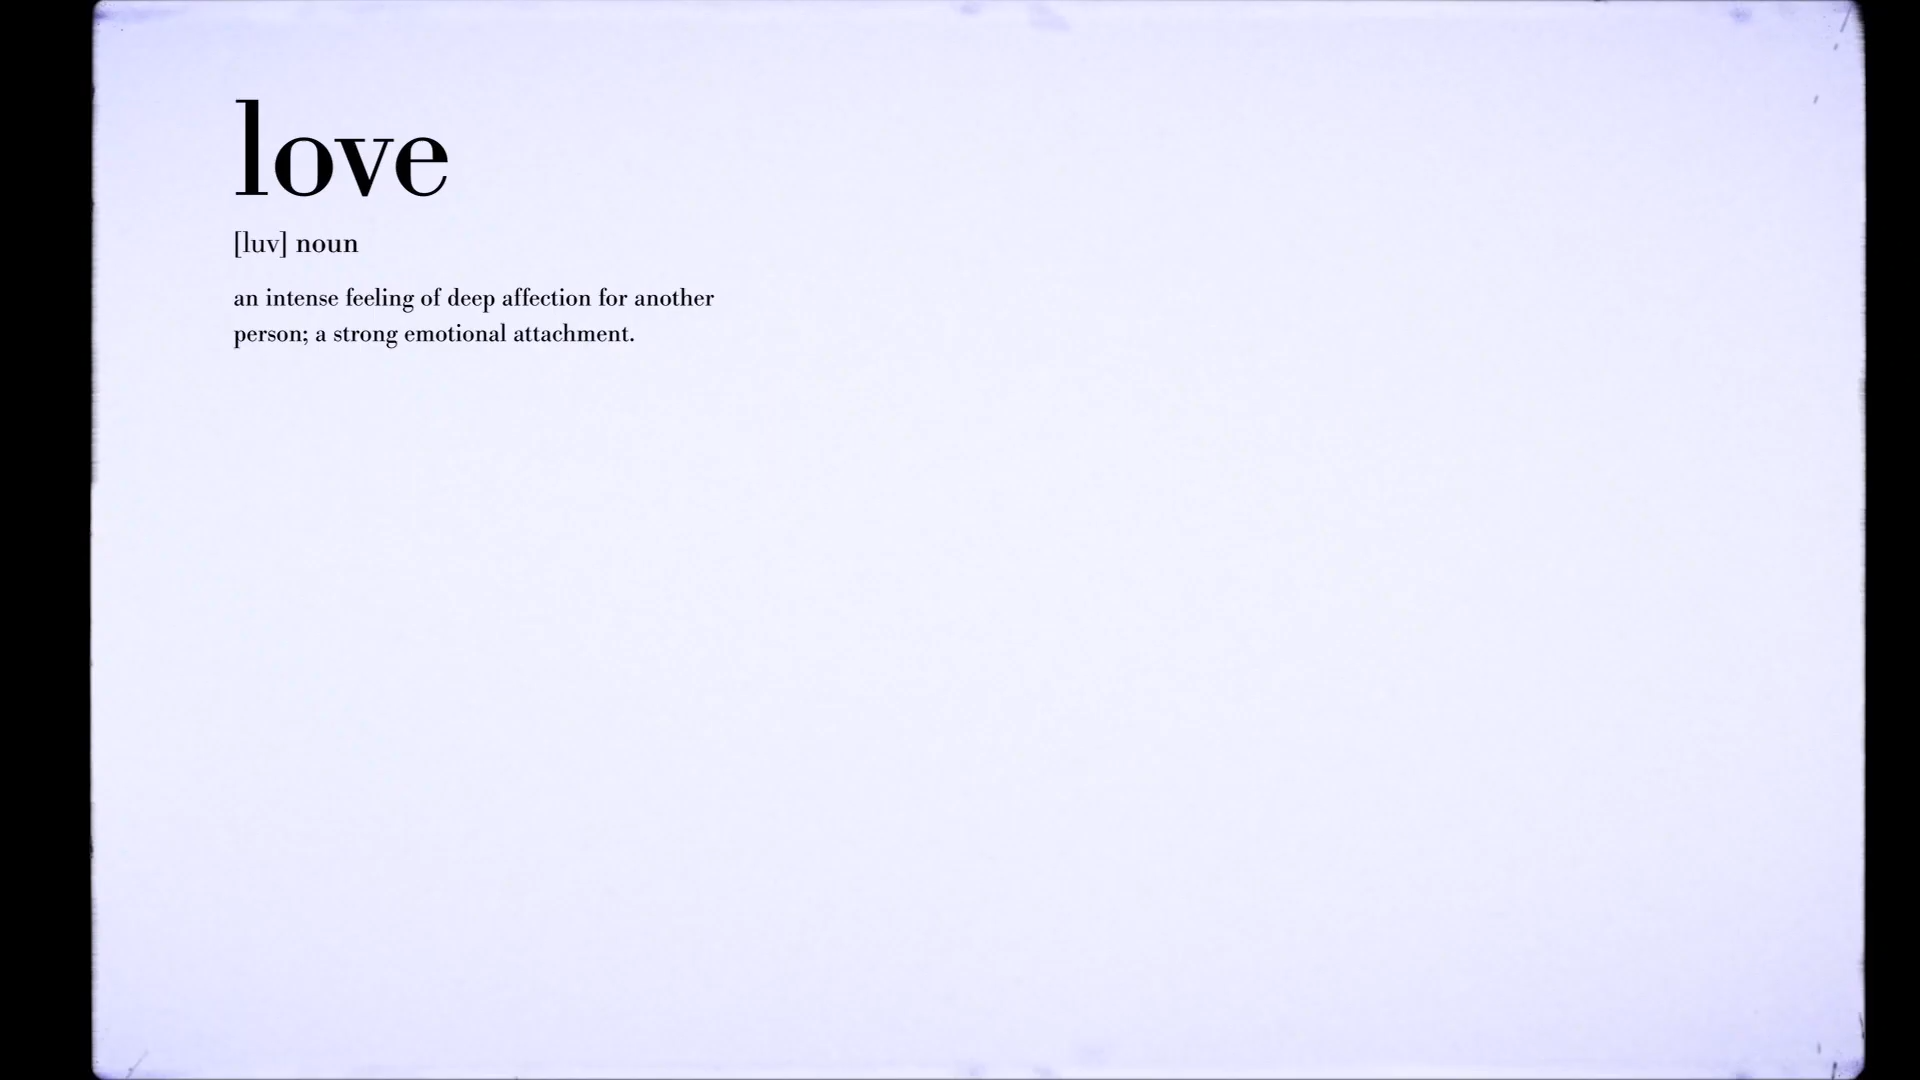 love
[luv] noun
an intense feeling of deep affection for another
person; a strong emotional attachment.